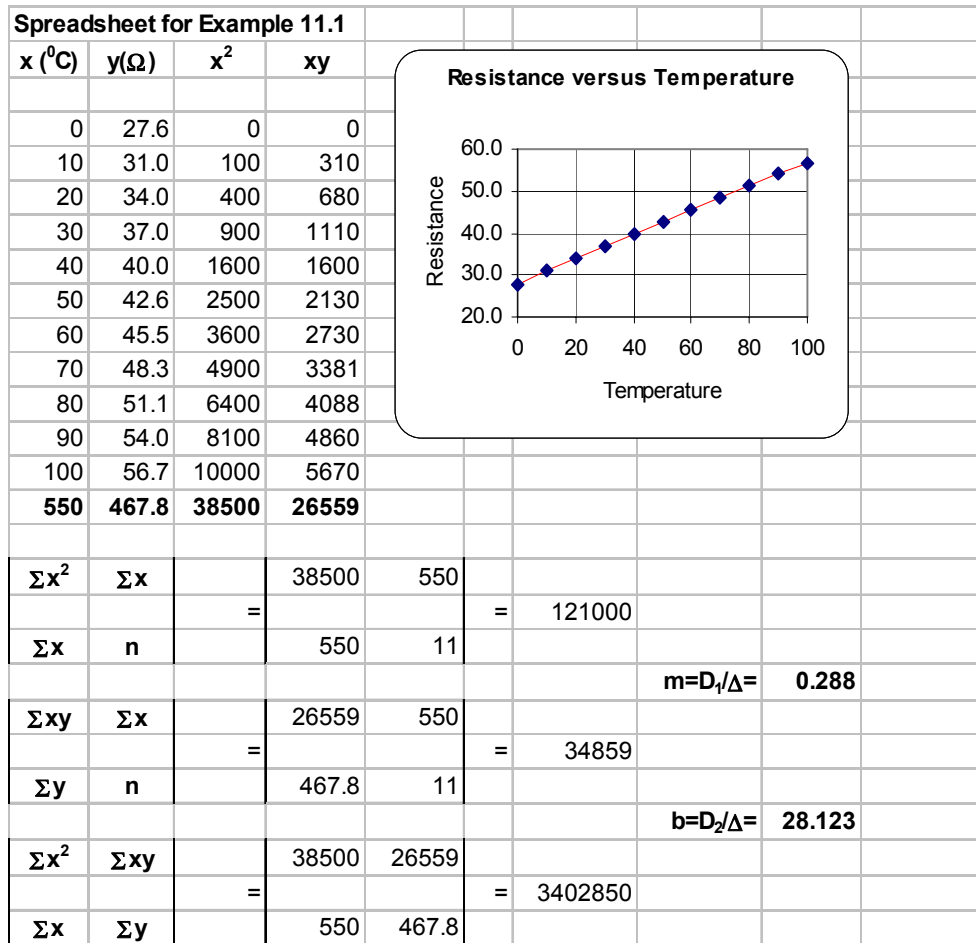 Spreadsheet for Example 11.1
x (⁰C) y(Ω) x² xy
0 27.6 0 0
10 31.0 100 310
20 34.0 400 680
30 37.0 900 1110
40 40.0 1600 1600
50 42.6 2500 2130
60 45.5 3600 2730
70 48.3 4900 3381
80 51.1 6400 4088
90 54.0 8100 4860
100 56.7 10000 5670
550 467.8 38500 26559
Resistance versus Temperature
60.0
50.0
40.0
30.0
20.0
Resistance
0 20 40 60 80 100
Temperature
Σx² Σx 38500 550
= = 121000
Σx n 550 11
m=D₁/Δ= 0.288
Σxy Σx 26559 550
= = 34859
Σy n 467.8 11
b=D₂/Δ= 28.123
Σx² Σxy 38500 26559
= = 3402850
Σx Σy 550 467.8